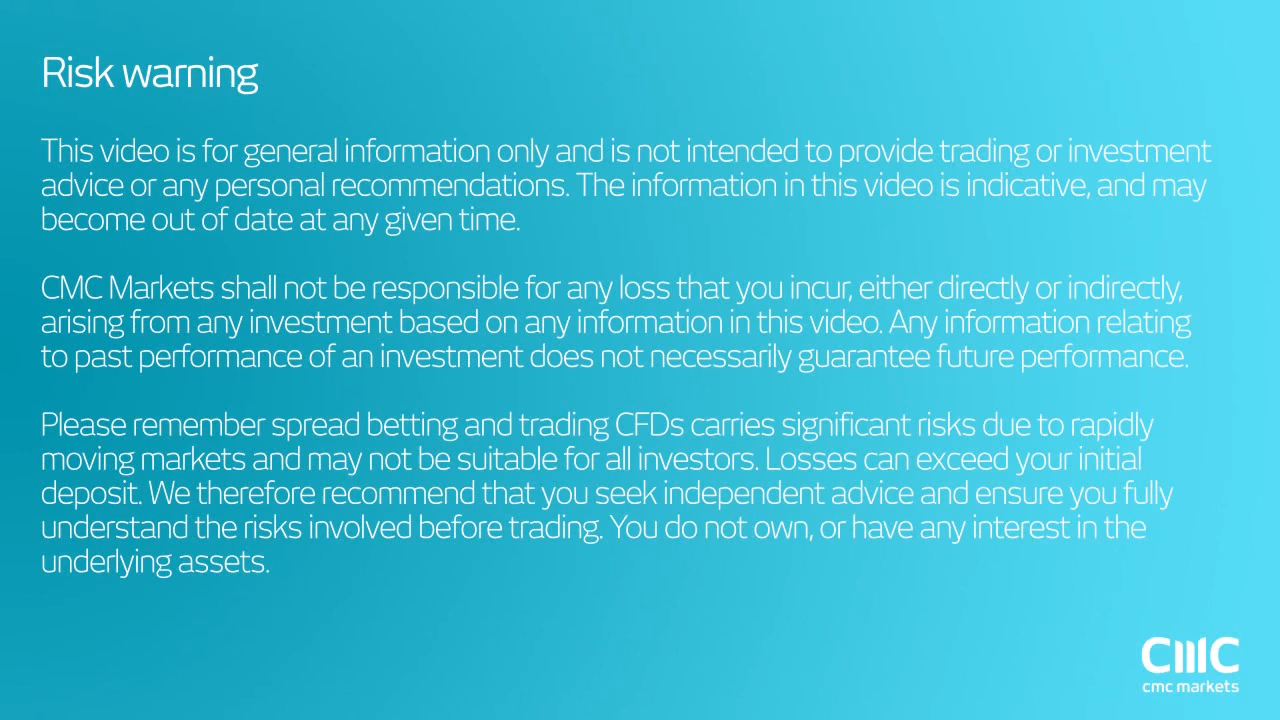 Risk warning
This video is for general information only and is not intended to provide trading or investment
advice or any personal recommendations. The information in this video is indicative, and may
become out of date at any given time.
CMC Markets shall not be responsible for any loss that you incur, either directly or indirectly,
arising from any investment based on any information in this video. Any information relating
to past performance of an investment does not necessarily guarantee future performance.
Please remember spread betting and trading CFDs carries significant risks due to rapidly
moving markets and may not be suitable for all investors. Losses can exceed your initial
deposit. We therefore recommend that you seek independent advice and ensure you fully
understand the risks involved before trading. You do not own, or have any interest in the
underlying assets.
CMC
cmc markets